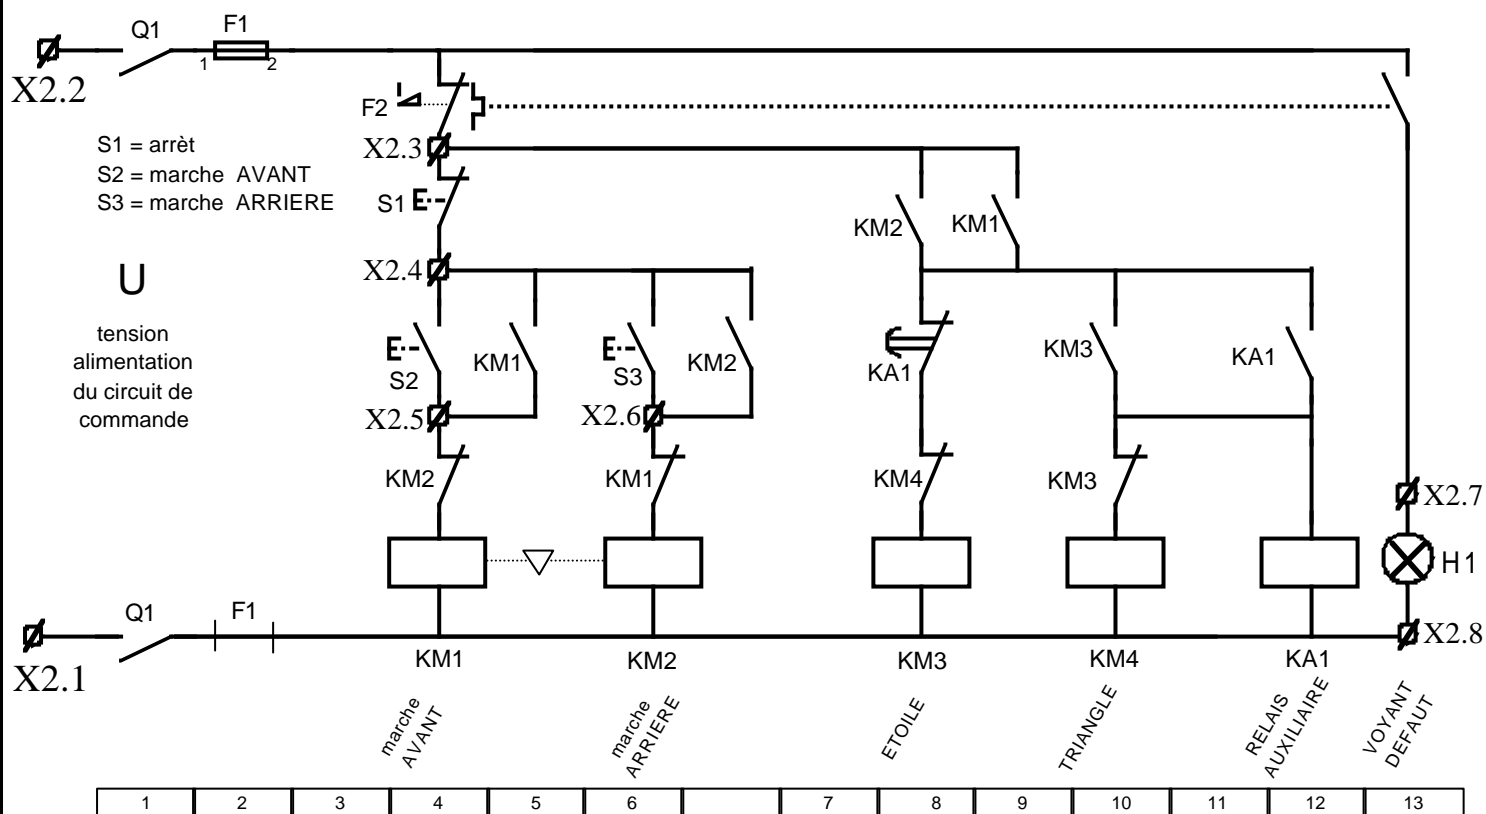 Q1
F1
1
2
X2.2
F2
S1 = arrèt
S2 = marche AVANT
S3 = marche ARRIERE
X2.3
S1
KM2
KM1
X2.4
U
tension
alimentation
du circuit de
commande
S2
KM1
S3
KM2
KA1
KM3
KA1
X2.5
X2.6
KM2
KM1
KM4
KM3
X2.7
H1
Q1
F1
X2.1
X2.8
KM1
KM2
KM3
KM4
KA1
marche
AVANT
marche
ARRIERE
ETOILE
TRIANGLE
RELAIS
AUXILIAIRE
VOYANT
DEFAUT
1 2 3 4 5 6 7 8 9 10 11 12 13